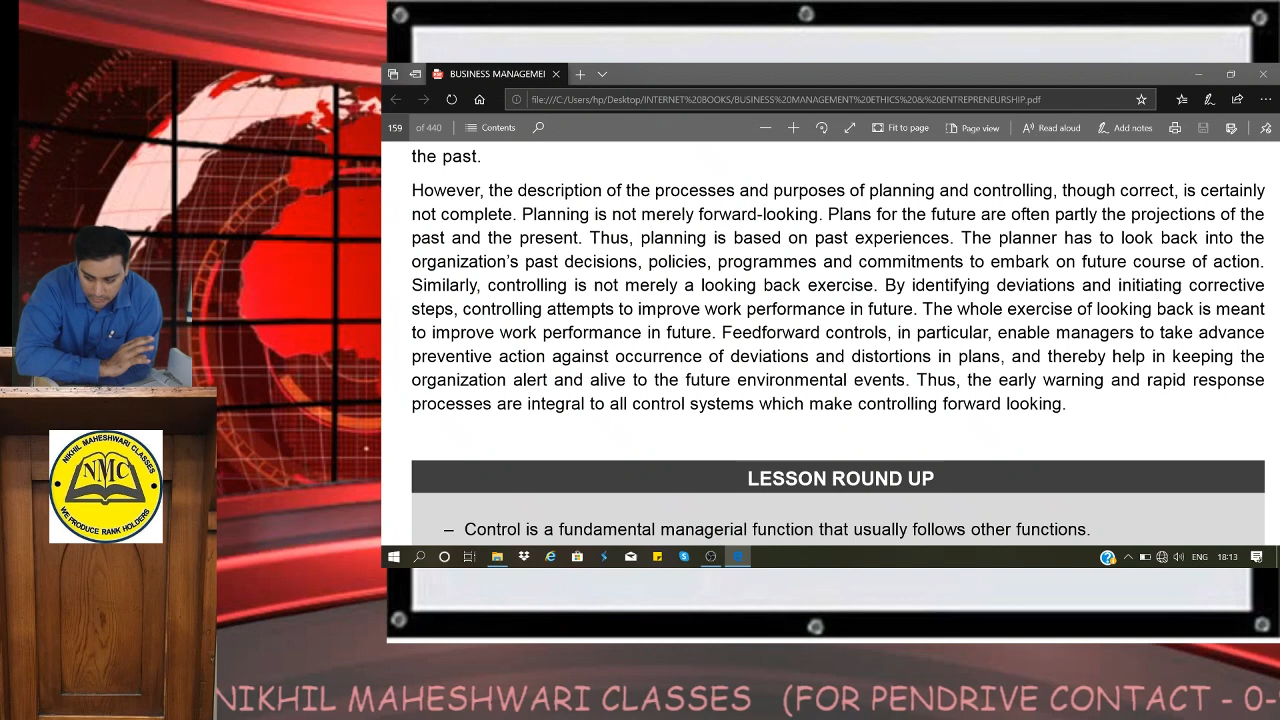 BUSINESS MANAGEMEI
file:///C:/Users/hp/Desktop/INTERNET%20BOOKS/BUSINESS%20MANAGEMENT%20ETHICS%20&%20ENTREPRENEURSHIP.pdf
159 of 440 Contents Fit to page Page view Read aloud Add notes
the past.
However, the description of the processes and purposes of planning and controlling, though correct, is certainly
not complete. Planning is not merely forward-looking. Plans for the future are often partly the projections of the
past and the present. Thus, planning is based on past experiences. The planner has to look back into the
organization's past decisions, policies, programmes and commitments to embark on future course of action.
Similarly, controlling is not merely a looking back exercise. By identifying deviations and initiating corrective
steps, controlling attempts to improve work performance in future. The whole exercise of looking back is meant
to improve work performance in future. Feedforward controls, in particular, enable managers to take advance
preventive action against occurrence of deviations and distortions in plans, and thereby help in keeping the
organization alert and alive to the future environmental events. Thus, the early warning and rapid response
processes are integral to all control systems which make controlling forward looking.
LESSON ROUND UP
– Control is a fundamental managerial function that usually follows other functions.
ENG 18:13
NIKHIL MAHESHWARI CLASSES
NMC
WE PRODUCE RANK HOLDERS
NIKHIL MAHESHWARI CLASSES (FOR PENDRIVE CONTACT - 0-